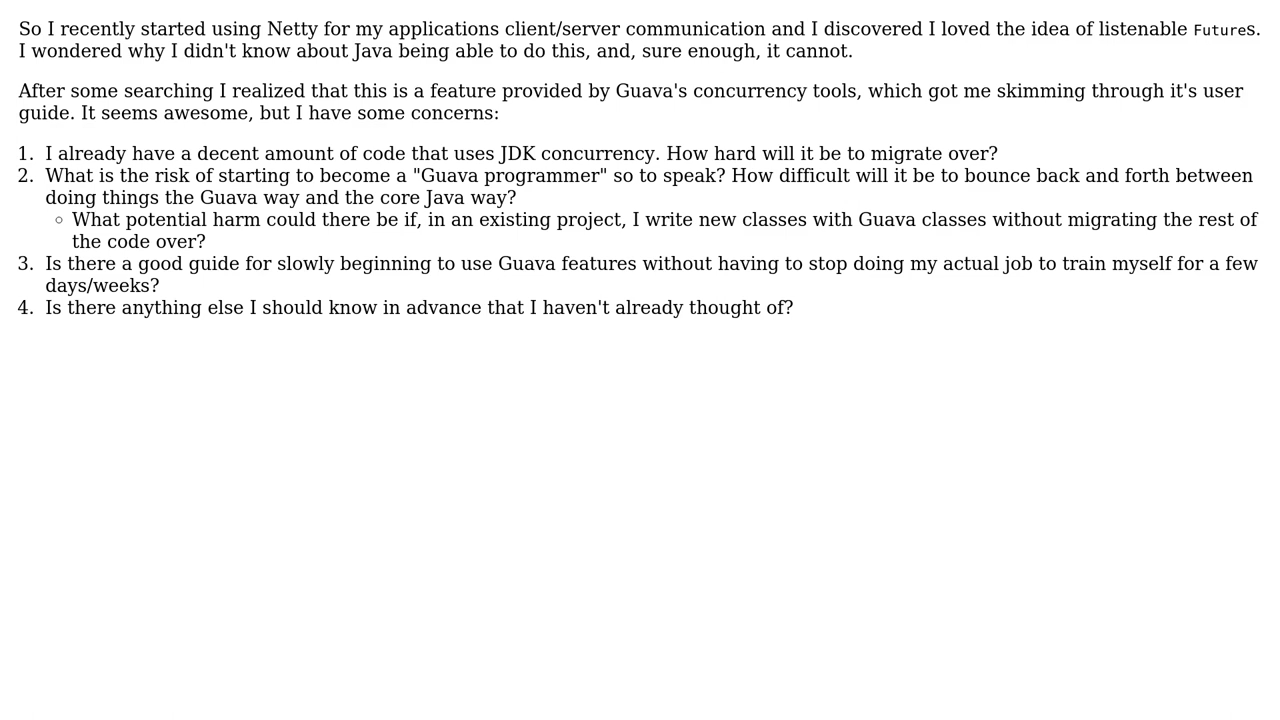 So I recently started using Netty for my applications client/server communication and I discovered I loved the idea of listenable Futures.
I wondered why I didn't know about Java being able to do this, and, sure enough, it cannot.
After some searching I realized that this is a feature provided by Guava's concurrency tools, which got me skimming through it's user
guide. It seems awesome, but I have some concerns:
1. I already have a decent amount of code that uses JDK concurrency. How hard will it be to migrate over?
2. What is the risk of starting to become a "Guava programmer" so to speak? How difficult will it be to bounce back and forth between
doing things the Guava way and the core Java way?
◦ What potential harm could there be if, in an existing project, I write new classes with Guava classes without migrating the rest of
the code over?
3. Is there a good guide for slowly beginning to use Guava features without having to stop doing my actual job to train myself for a few
days/weeks?
4. Is there anything else I should know in advance that I haven't already thought of?